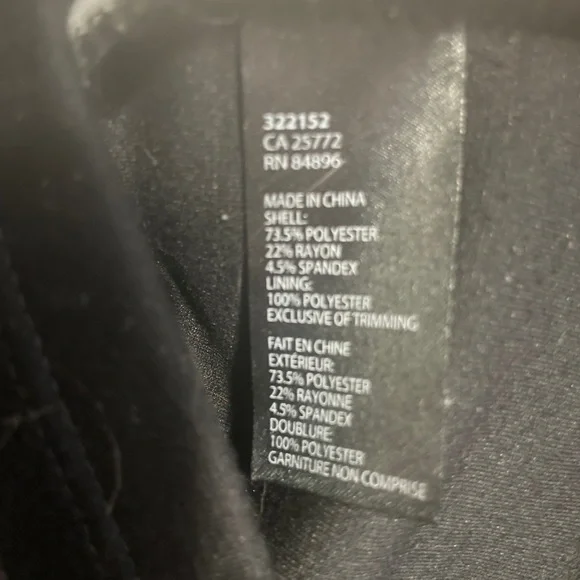 322152
CA 25772
RN 84896
MADE IN CHINA
SHELL:
73.5% POLYESTER
22% RAYON
4.5% SPANDEX
LINING:
100% POLYESTER
EXCLUSIVE OF TRIMMING
FAIT EN CHINE
EXTÉRIEUR:
73.5% POLYESTER
22% RAYONNE
4.5% SPANDEX
DOUBLURE:
100% POLYESTER
GARNITURE NON COMPRISE